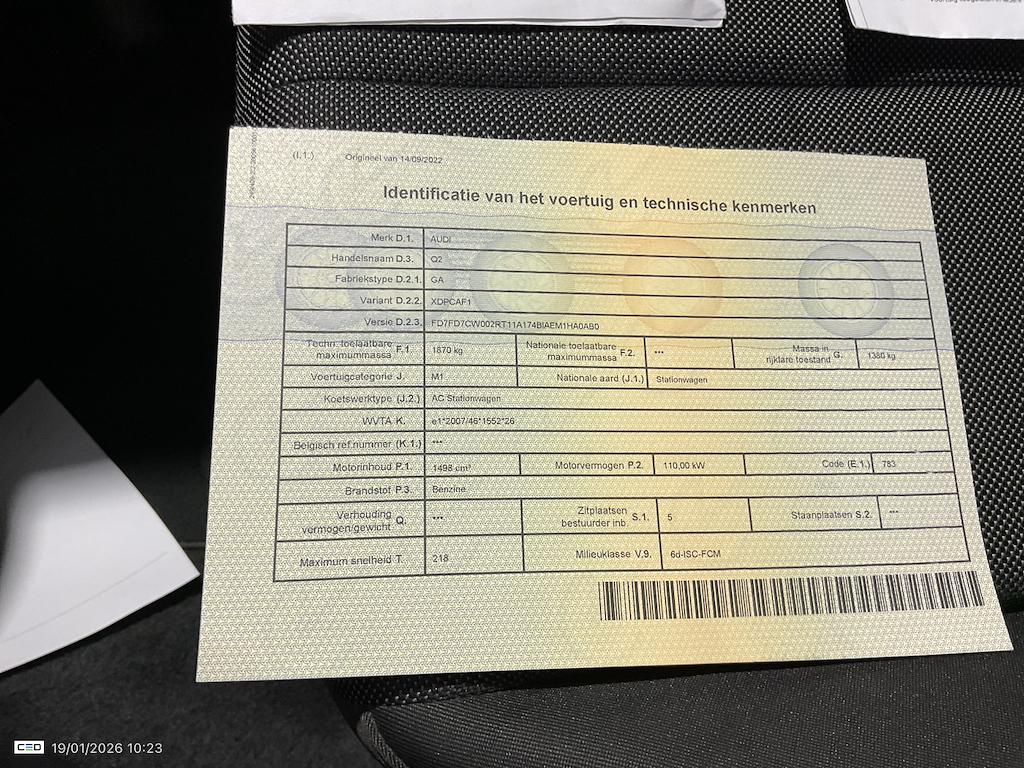 (I.1.) Origineel van 14/09/2022
Identificatie van het voertuig en technische kenmerken
Merk D.1. AUDI
Handelsnaam D.3. Q2
Fabriekstype D.2.1. GA
Variant D.2.2. XDPCAF1
Versie D.2.3. FD7FD7CW002RT11A174BIAEM1HA0AB0
Techn. toelaatbare maximummassa F.1. 1870 kg Nationale toelaatbare maximummassa F.2. *** Massa in rijklare toestand G. 1380 kg
Voertuigcategorie J. M1 Nationale aard (J.1.) Stationwagen
Koetswerktype (J.2.) AC Stationwagen
WVTA K. e1*2007/46*1552*26
Belgisch ref.nummer (K.1.) ***
Motorinhoud P.1. 1498 cm³ Motorvermogen P.2. 110,00 kW Code (E.1.) 783
Brandstof P.3. Benzine
Verhouding vermogen/gewicht Q. *** Zitplaatsen bestuurder inb. S.1. 5 Staanplaatsen S.2. ***
Maximum snelheid T. 218 Milieuklasse V.9. 6d-ISC-FCM
CEO 19/01/2026 10:23